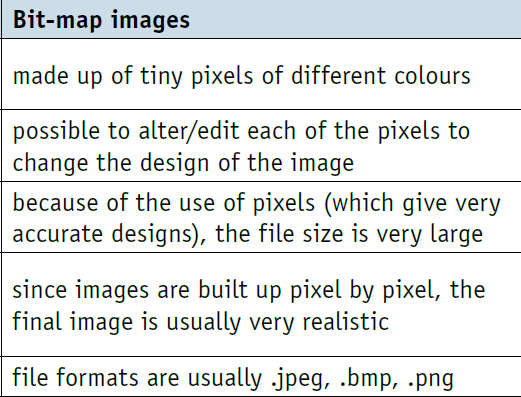 Bit-map images
made up of tiny pixels of different colours
possible to alter/edit each of the pixels to
change the design of the image
because of the use of pixels (which give very
accurate designs), the file size is very large
since images are built up pixel by pixel, the
final image is usually very realistic
file formats are usually .jpeg, .bmp, .png